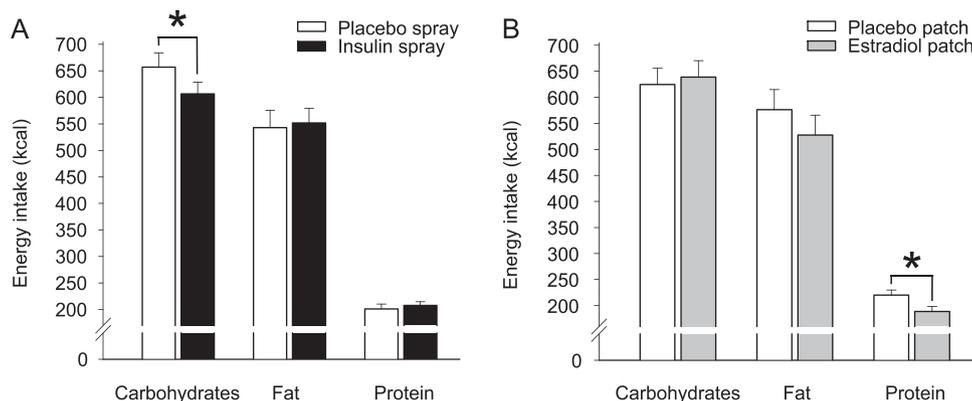 A
Placebo spray
Insulin spray
*
Energy intake (kcal)
700
650
600
550
500
450
400
350
300
250
200
0
Carbohydrates Fat Protein
B
Placebo patch
Estradiol patch
*
Energy intake (kcal)
700
650
600
550
500
450
400
350
300
250
200
0
Carbohydrates Fat Protein